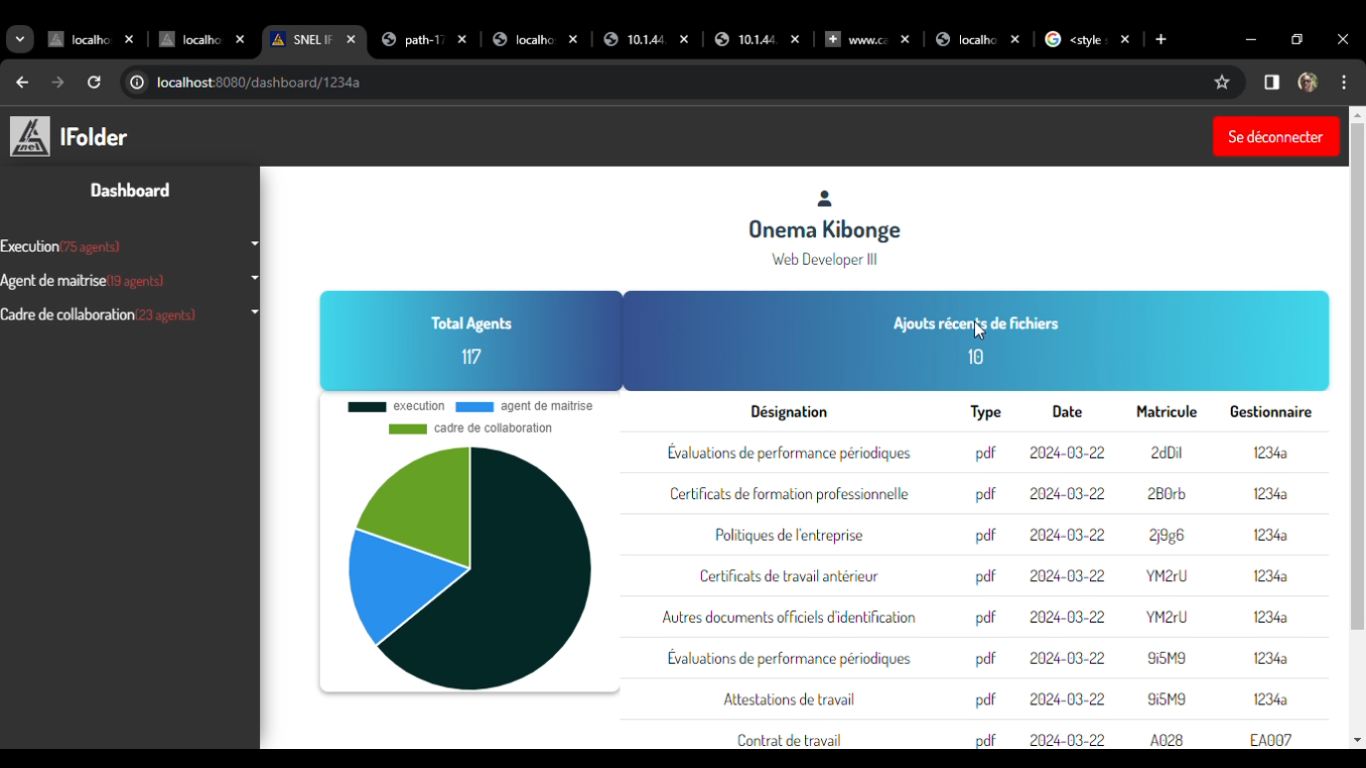 localho
localho
SNEL IF
path-17
localho
10.1.44.
10.1.44.
www.ca
localho
<style s
localhost:8080/dashboard/1234a
snel
IFolder
Se déconnecter
Dashboard
Execution(75 agents)
Agent de maitrise(19 agents)
Cadre de collaboration(23 agents)
Onema Kibonge
Web Developer III
Total Agents
117
Ajouts récents de fichiers
10
execution agent de maitrise
cadre de collaboration
Désignation Type Date Matricule Gestionnaire
Évaluations de performance périodiques pdf 2024-03-22 2dDiI 1234a
Certificats de formation professionnelle pdf 2024-03-22 2B0rb 1234a
Politiques de l'entreprise pdf 2024-03-22 2j9g6 1234a
Certificats de travail antérieur pdf 2024-03-22 YM2rU 1234a
Autres documents officiels d'identification pdf 2024-03-22 YM2rU 1234a
Évaluations de performance périodiques pdf 2024-03-22 9i5M9 1234a
Attestations de travail pdf 2024-03-22 9i5M9 1234a
Contrat de travail pdf 2024-03-22 A028 EA007